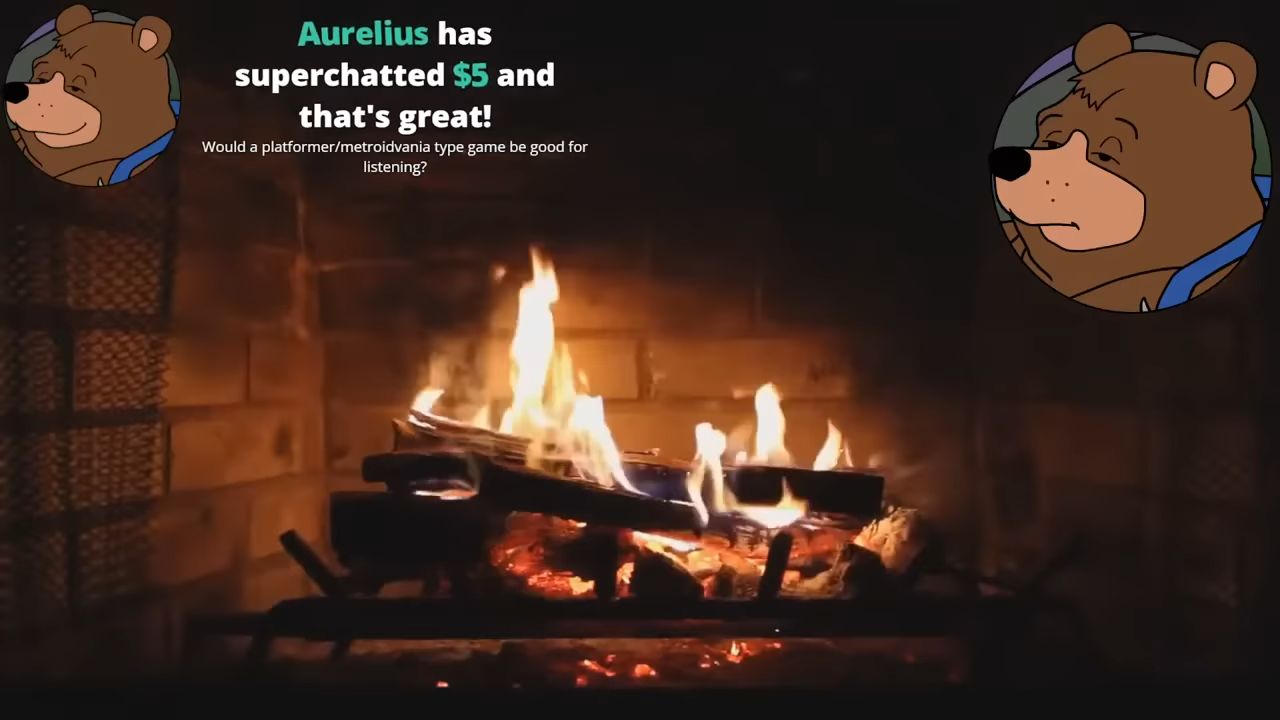 Aurelius has
superchatted $5 and
that's great!
Would a platformer/metroidvania type game be good for
listening?